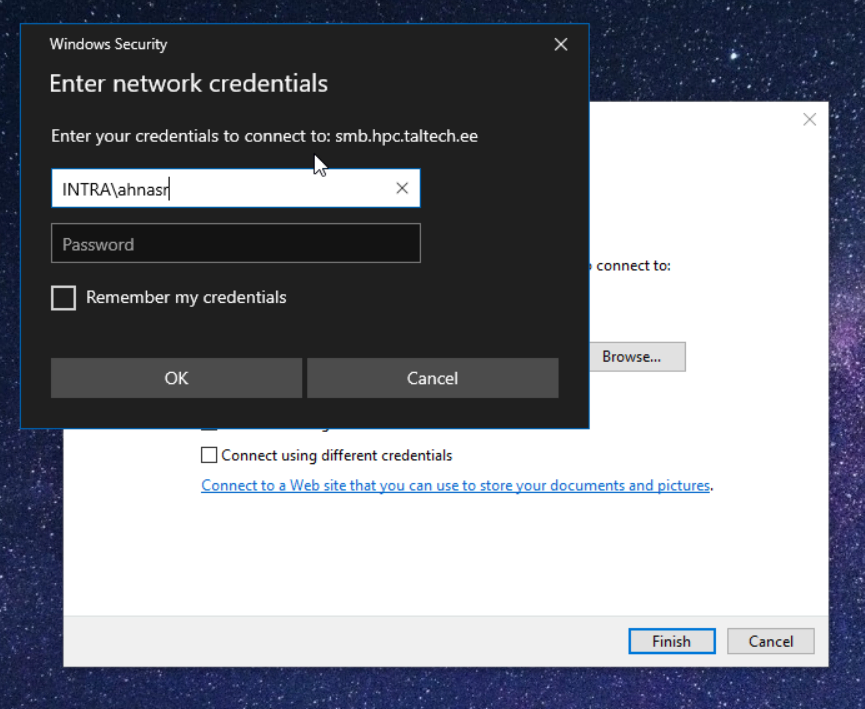 Windows Security
Enter network credentials
Enter your credentials to connect to: smb.hpc.taltech.ee
INTRA\ahnasr
Password
Remember my credentials
OK
Cancel
connect to:
Browse...
Connect using different credentials
Connect to a Web site that you can use to store your documents and pictures.
Finish
Cancel